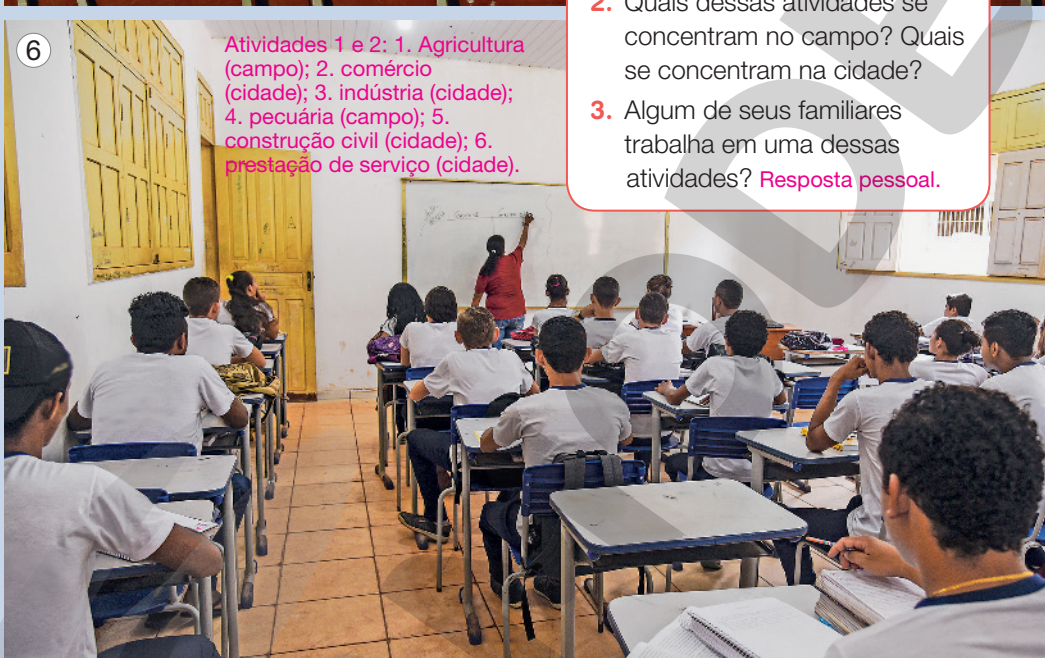 6
Atividades 1 e 2: 1. Agricultura
(campo); 2. comércio
(cidade); 3. indústria (cidade);
4. pecuária (campo); 5.
construção civil (cidade); 6.
prestação de serviço (cidade).
2. Quais dessas atividades se
concentram no campo? Quais
se concentram na cidade?
3. Algum de seus familiares
trabalha em uma dessas
atividades? Resposta pessoal.